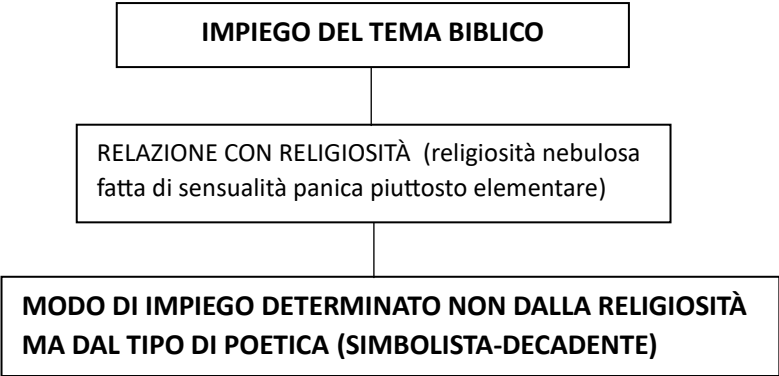 IMPIEGO DEL TEMA BIBLICO
RELAZIONE CON RELIGIOSITÀ (religiosità nebulosa
fatta di sensualità panica piuttosto elementare)
MODO DI IMPIEGO DETERMINATO NON DALLA RELIGIOSITÀ
MA DAL TIPO DI POETICA (SIMBOLISTA-DECADENTE)